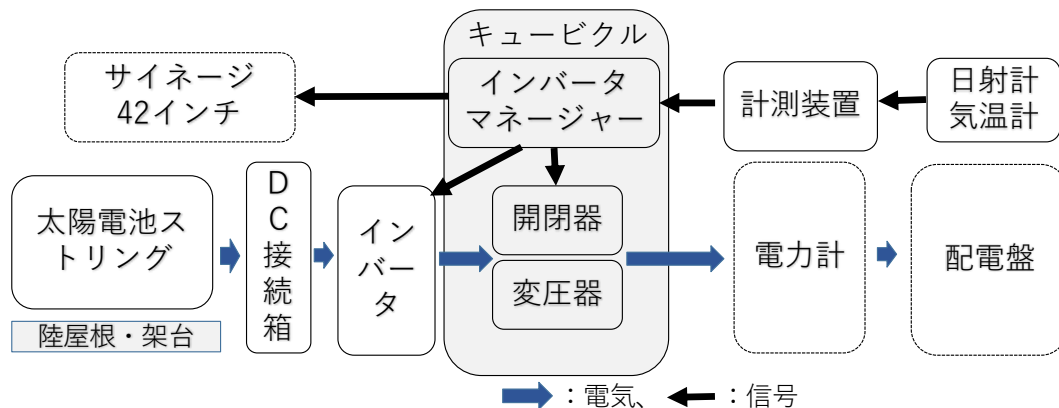 キュービクル
サイネージ
42インチ
インバータ
マネージャー
計測装置
日射計
気温計
太陽電池ス
トリング
D
C
接
続
箱
イン
バー
タ
開閉器
変圧器
電力計
配電盤
陸屋根・架台
：電気、
：信号